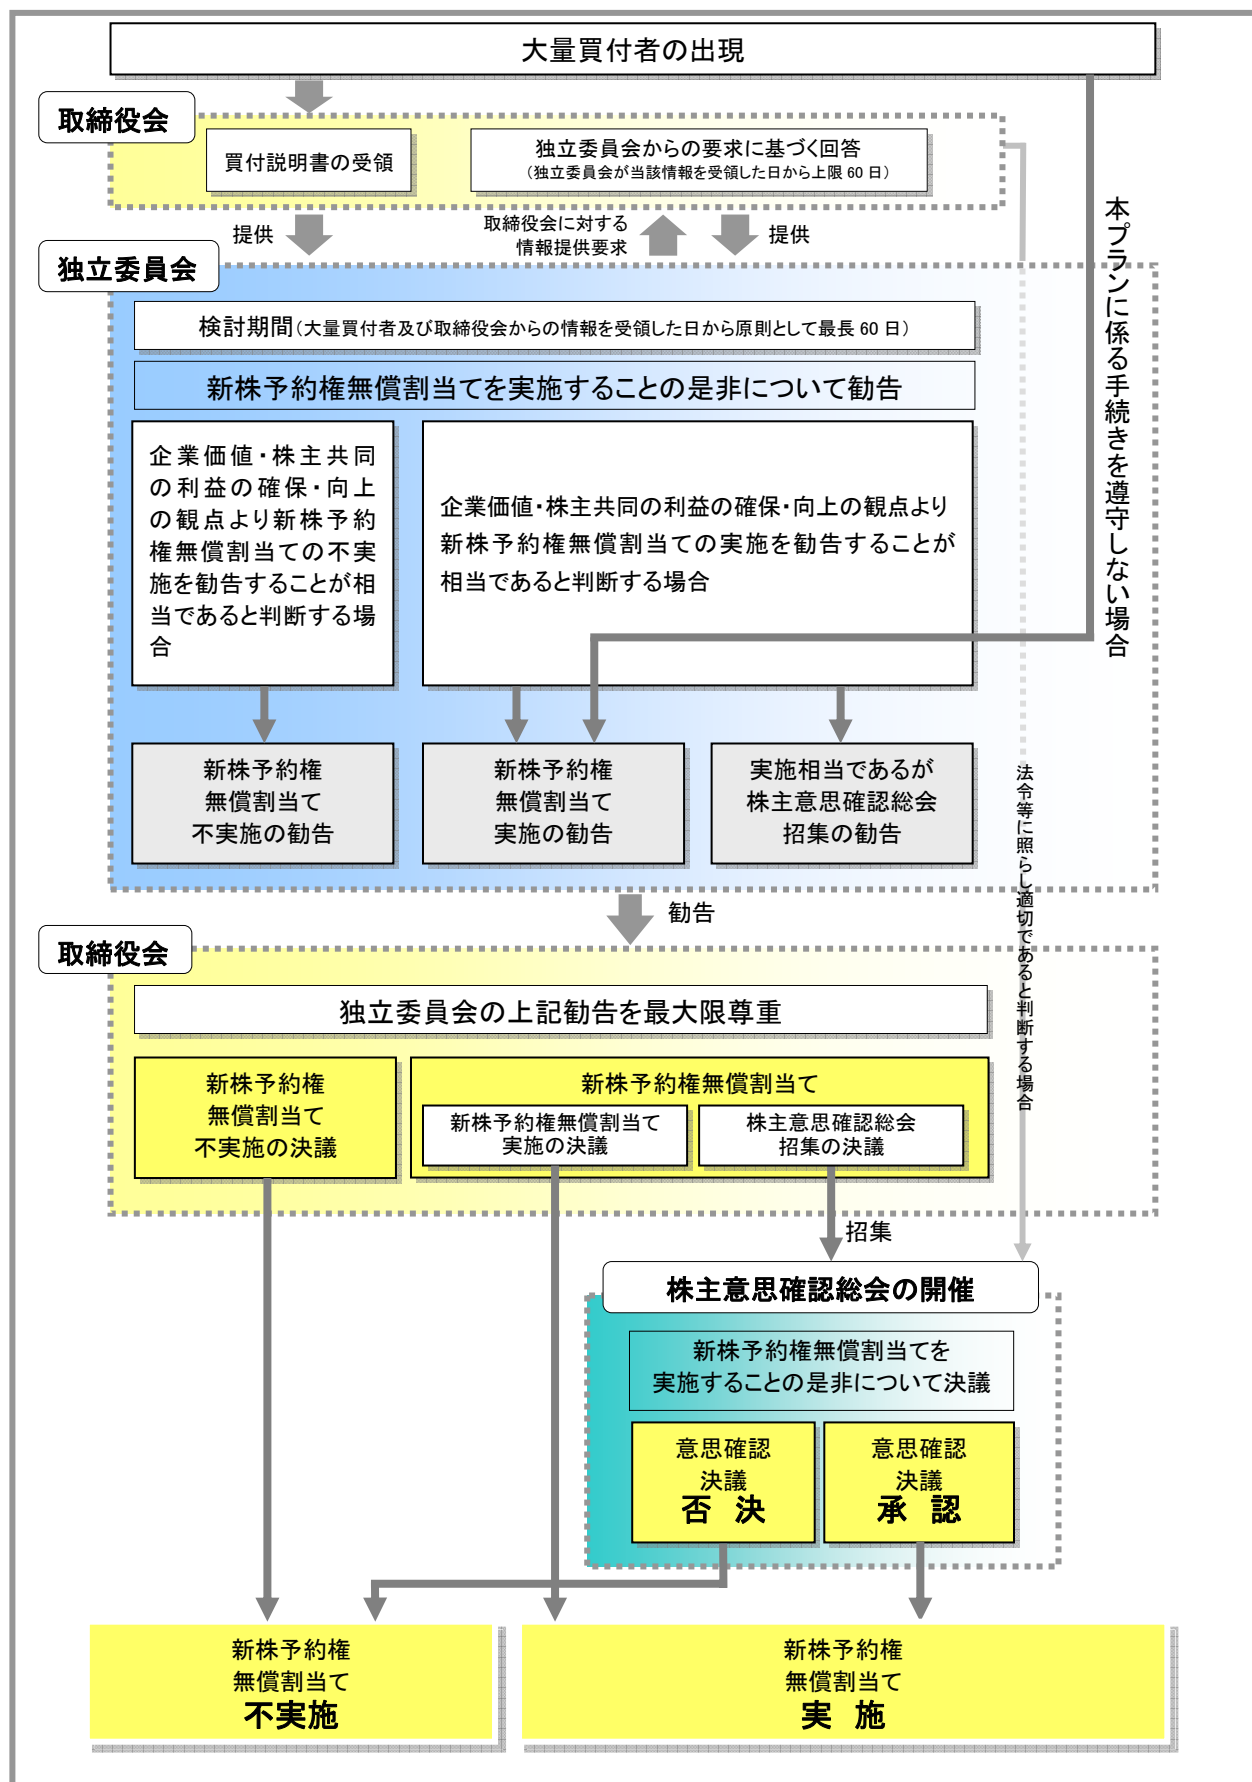 大量買付者の出現
取締役会
買付説明書の受領
独立委員会からの要求に基づく回答
（独立委員会が当該情報を受領した日から上限 60 日）
提供
取締役会に対する
情報提供要求
提供
独立委員会
検討期間（大量買付者及び取締役会からの情報を受領した日から原則として最長 60 日）
新株予約権無償割当てを実施することの是非について勧告
企業価値・株主共同
の利益の確保・向上
の観点より新株予約
権無償割当ての不実
施を勧告することが相
当であると判断する場
合
企業価値・株主共同の利益の確保・向上の観点より
新株予約権無償割当ての実施を勧告することが
相当であると判断する場合
本プランに係る手続きを遵守しない場合
新株予約権
無償割当て
不実施の勧告
新株予約権
無償割当て
実施の勧告
実施相当であるが
株主意思確認総会
招集の勧告
法令等に照らし適切であると判断する場合
勧告
取締役会
独立委員会の上記勧告を最大限尊重
新株予約権
無償割当て
不実施の決議
新株予約権無償割当て
新株予約権無償割当て
実施の決議
株主意思確認総会
招集の決議
招集
株主意思確認総会の開催
新株予約権無償割当てを
実施することの是非について決議
意思確認
決議
否 決
意思確認
決議
承 認
新株予約権
無償割当て
不実施
新株予約権
無償割当て
実 施